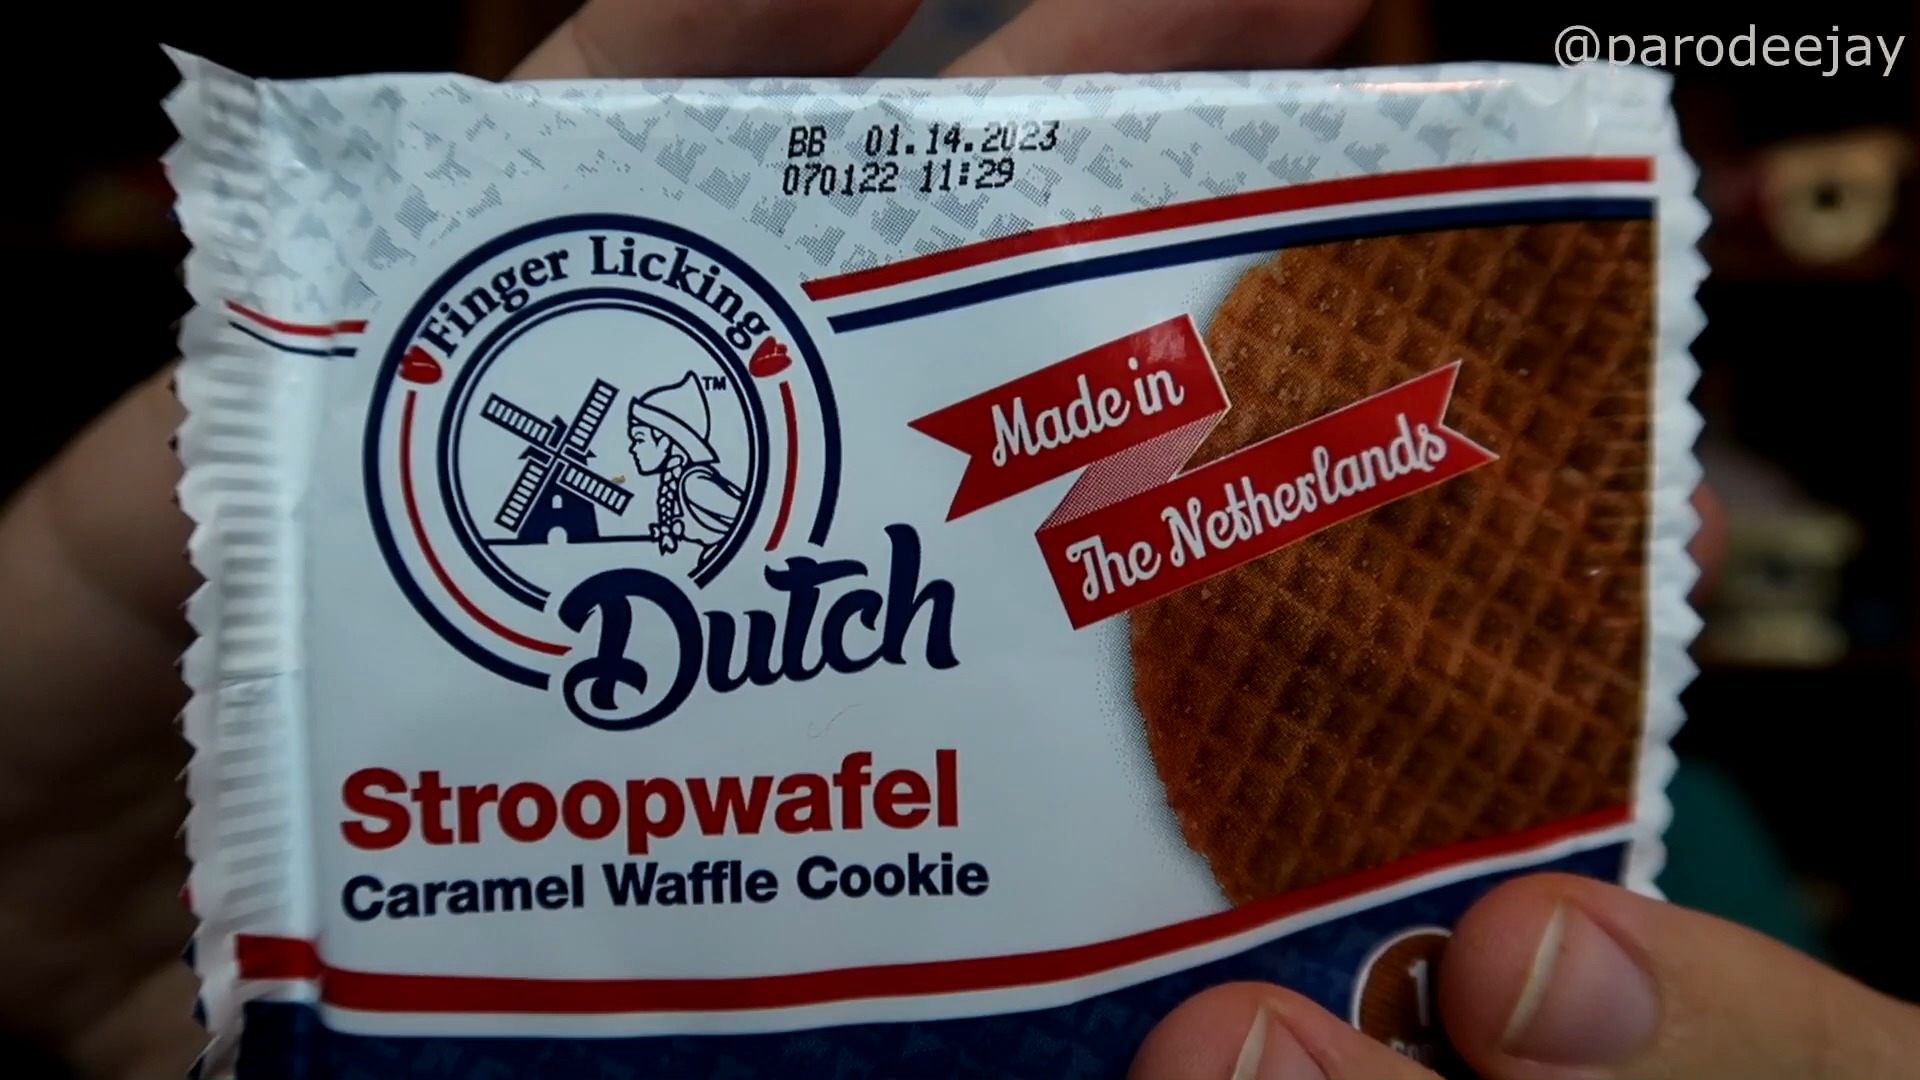 @parodeejay
BB 01.14.2023
070122 11:29
Finger Licking
TM
Dutch
Made in
The Netherlands
Stroopwafel
Caramel Waffle Cookie
1